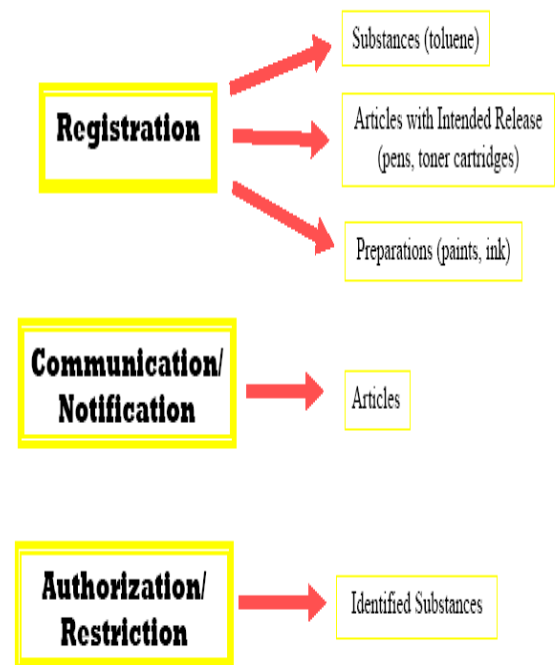 Registration
Substances (toluene)
Articles with Intended Release
(pens, toner cartridges)
Preparations (paints, ink)
Communication/
Notification
Articles
Authorization/
Restriction
Identified Substances